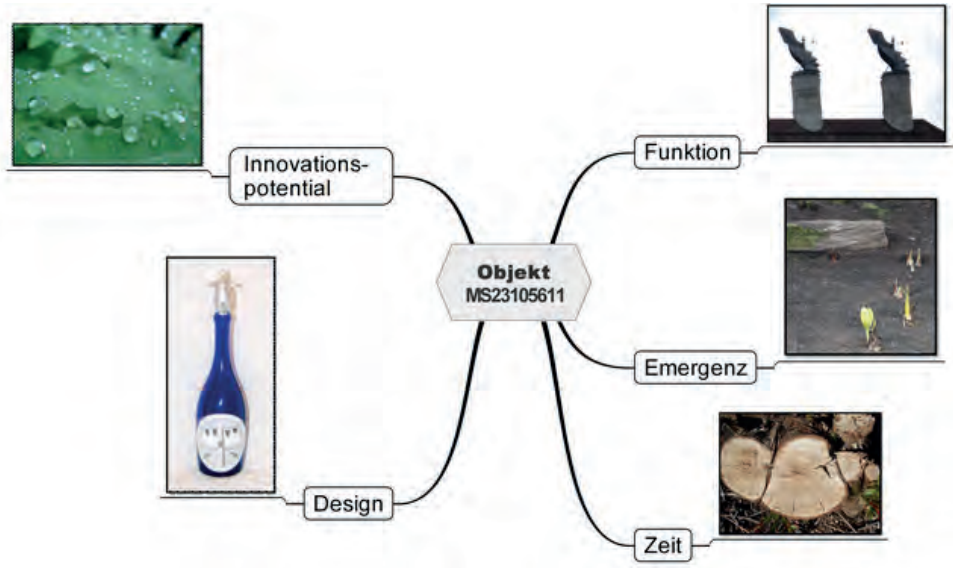 Innovations-
potential
Funktion
Objekt
MS23105611
Emergenz
Design
Zeit